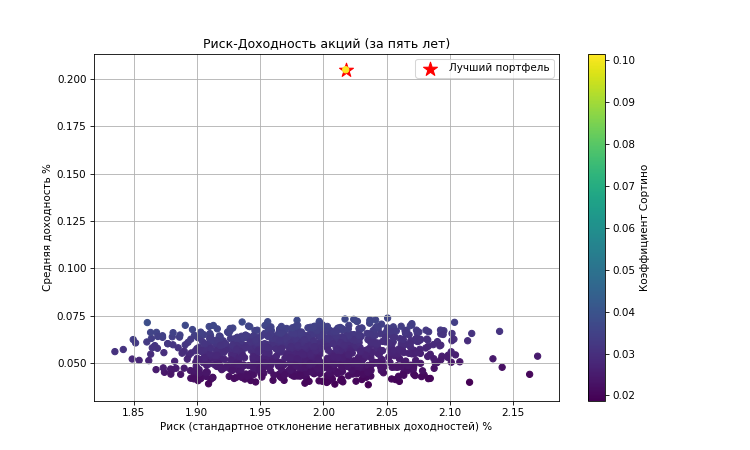 Риск-Доходность акций (за пять лет)
Лучший портфель
Средняя доходность %
0.200
0.175
0.150
0.125
0.100
0.075
0.050
1.85 1.90 1.95 2.00 2.05 2.10 2.15
Риск (стандартное отклонение негативных доходностей) %
0.10
0.09
0.08
0.07
0.06
0.05
0.04
0.03
0.02
Коэффициент Сортино